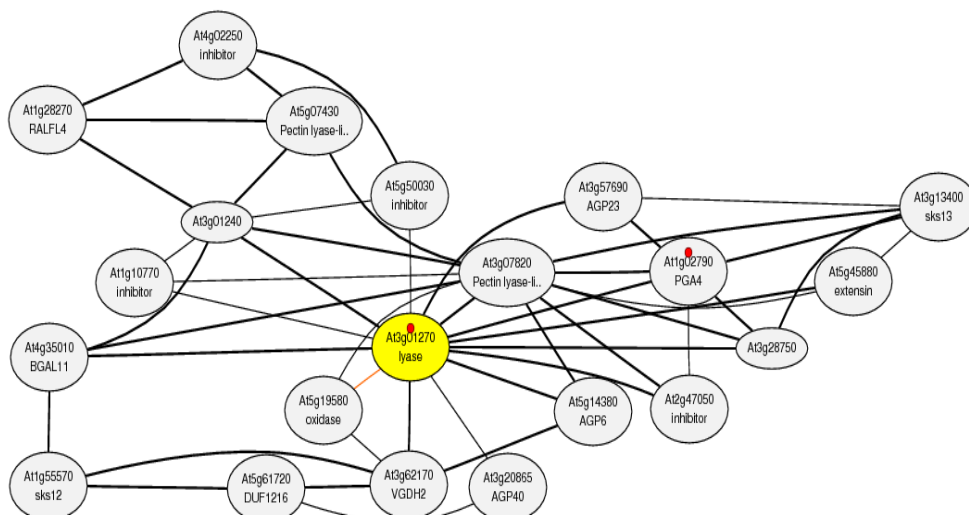 At4g02250
inhibitor
At1g28270
RALFL4
At5g07430
Pectin lyase-li..
At5g50030
inhibitor
At3g57690
AGP23
At3g13400
sks13
At3g01240
At1g10770
inhibitor
At3g07820
Pectin lyase-li..
At1g02790
PGA4
At5g45880
extensin
At4g35010
BGAL11
At3g01270
lyase
At3g28750
At5g19580
oxidase
At5g14380
AGP6
At2g47050
inhibitor
At1g55570
sks12
At5g61720
DUF1216
At3g62170
VGDH2
At3g20865
AGP40